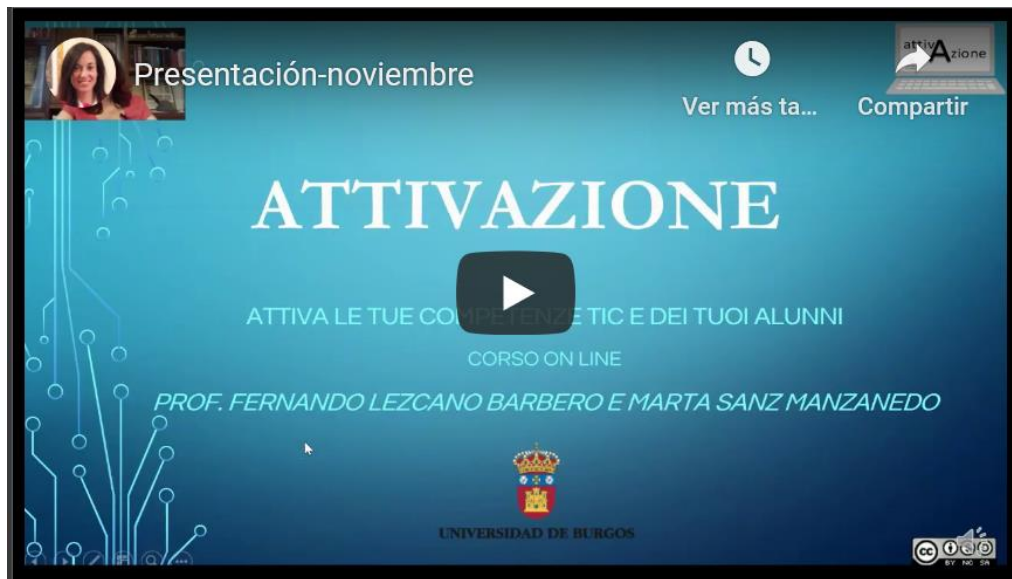 Presentación-noviembre
Ver más ta...
Compartir
attivAzione
ATTIVAZIONE
ATTIVA LE TUE COMPETENZE TIC E DEI TUOI ALUNNI
CORSO ON LINE
PROF. FERNANDO LEZCANO BARBERO E MARTA SANZ MANZANEDO
UNIVERSIDAD DE BURGOS
cc
BY NC SA